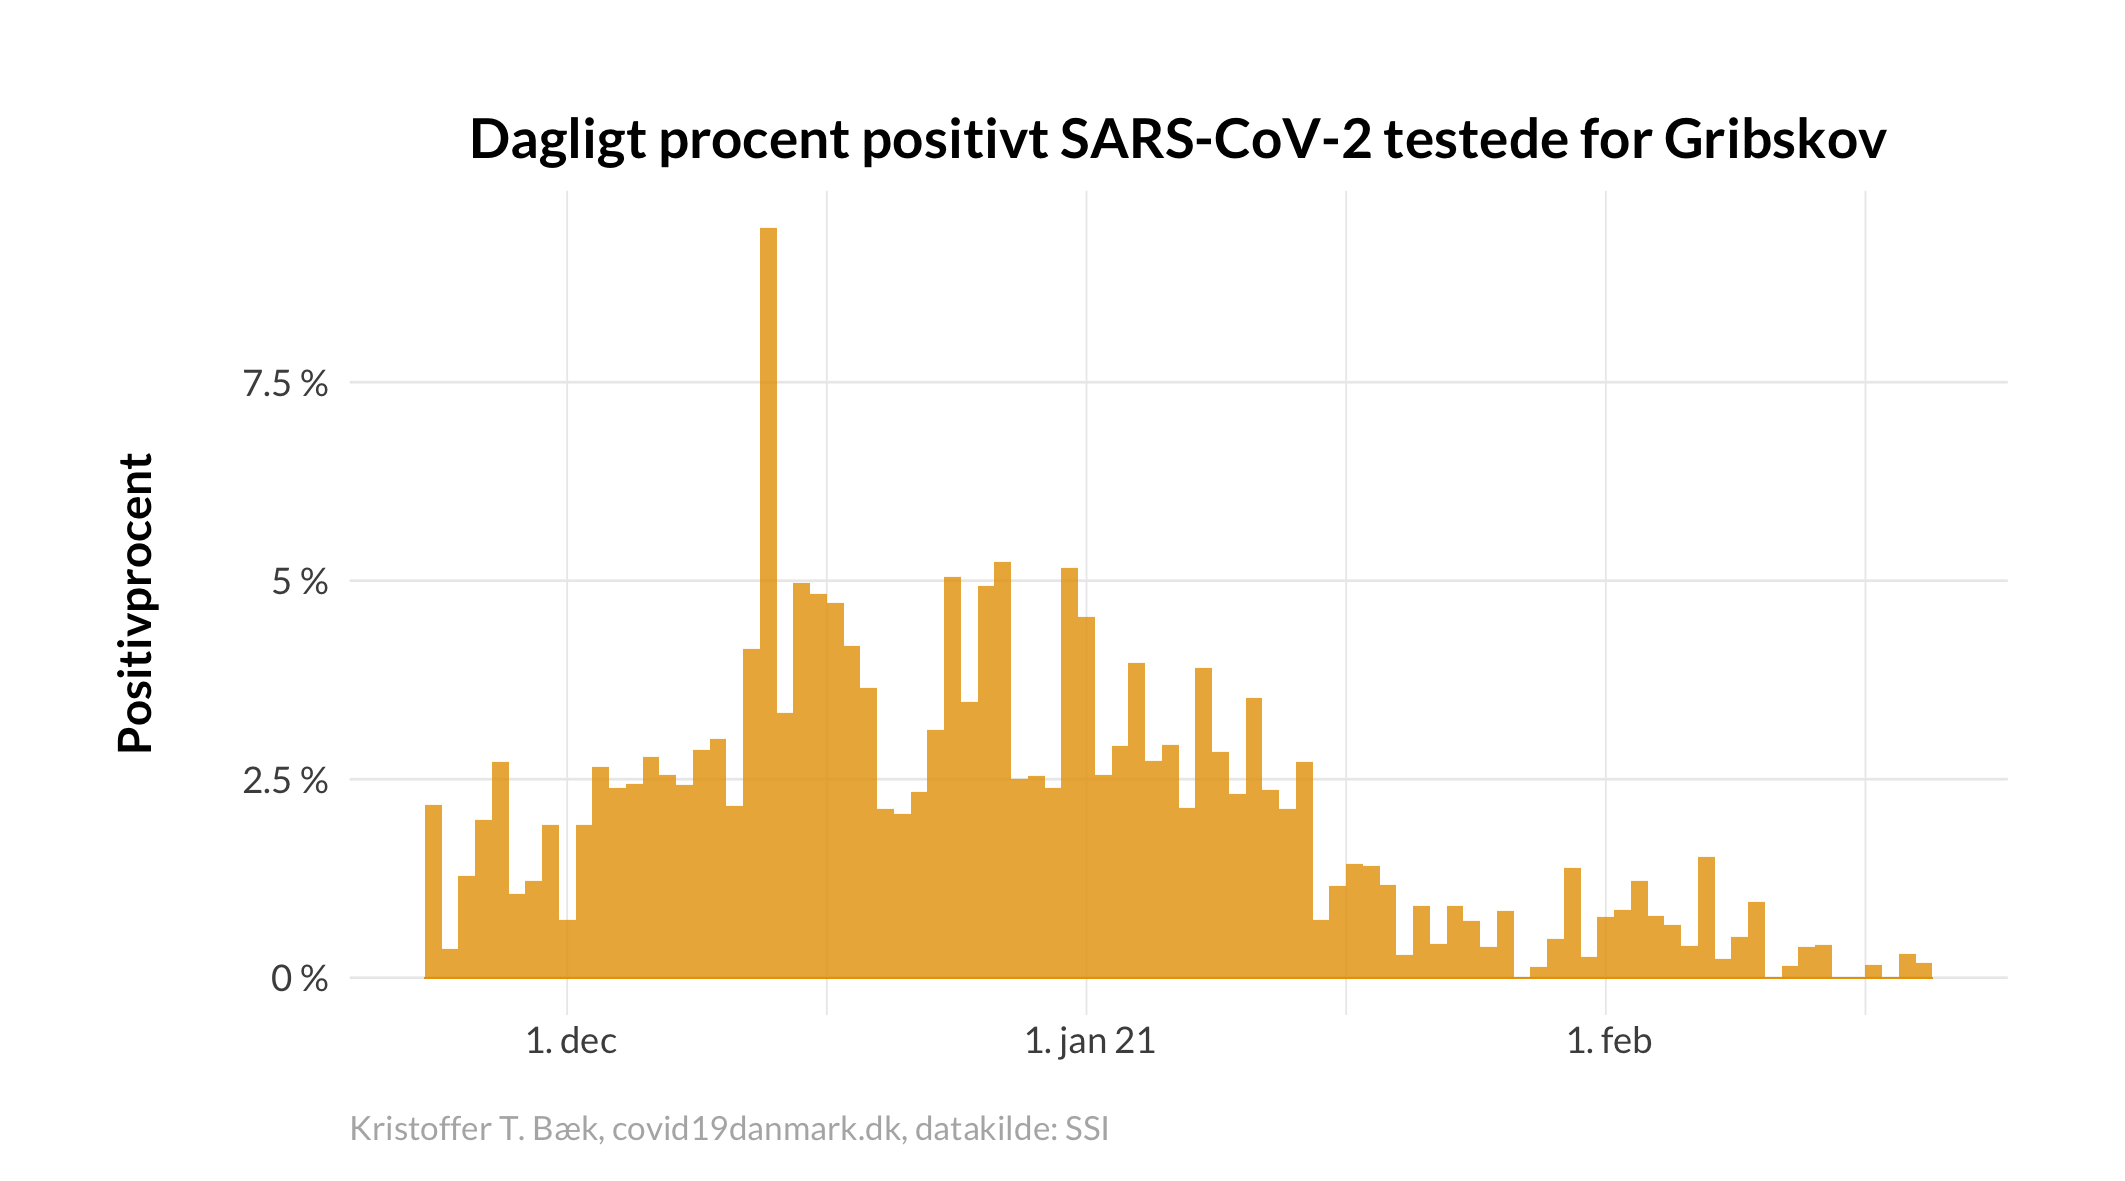 Dagligt procent positivt SARS-CoV-2 testede for Gribskov
Positivprocent
7.5 %
5 %
2.5 %
0 %
1. dec
1. jan 21
1. feb
Kristoffer T. Bæk, covid19danmark.dk, datakilde: SSI